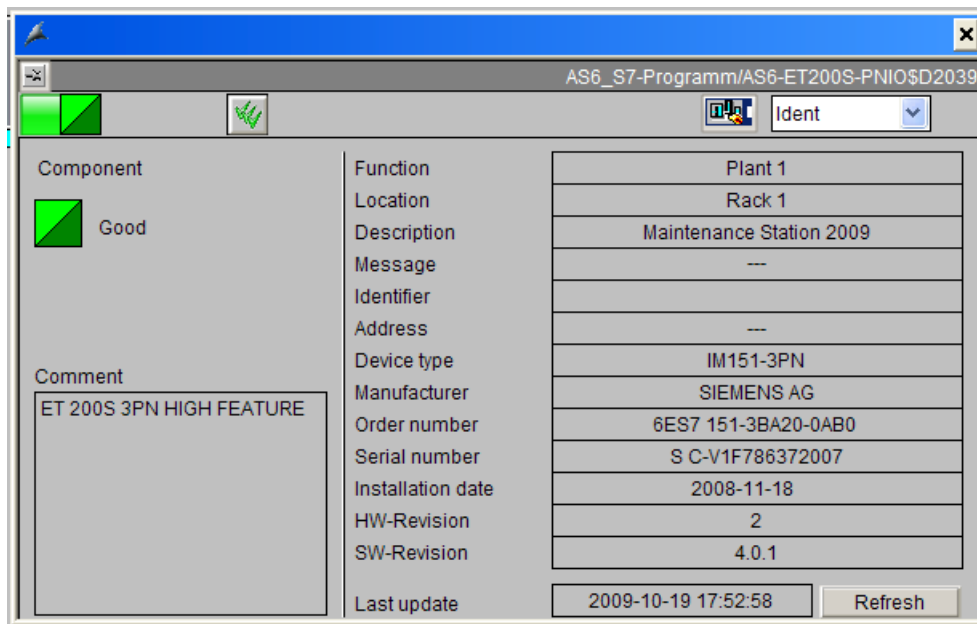 AS6_S7-Programm/AS6-ET200S-PNIO$D2039
Ident
Component
Good
Comment
ET 200S 3PN HIGH FEATURE
Function Plant 1
Location Rack 1
Description Maintenance Station 2009
Message ---
Identifier
Address ---
Device type IM151-3PN
Manufacturer SIEMENS AG
Order number 6ES7 151-3BA20-0AB0
Serial number S C-V1F786372007
Installation date 2008-11-18
HW-Revision 2
SW-Revision 4.0.1
Last update 2009-10-19 17:52:58 Refresh